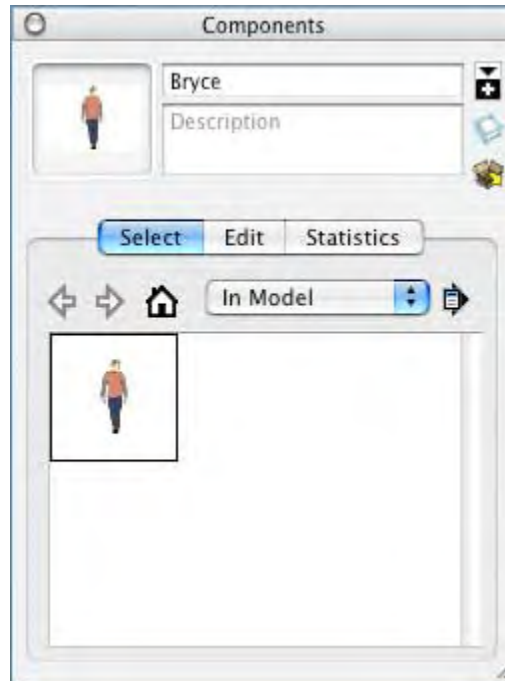 Components
Bryce
Description
Select Edit Statistics
In Model